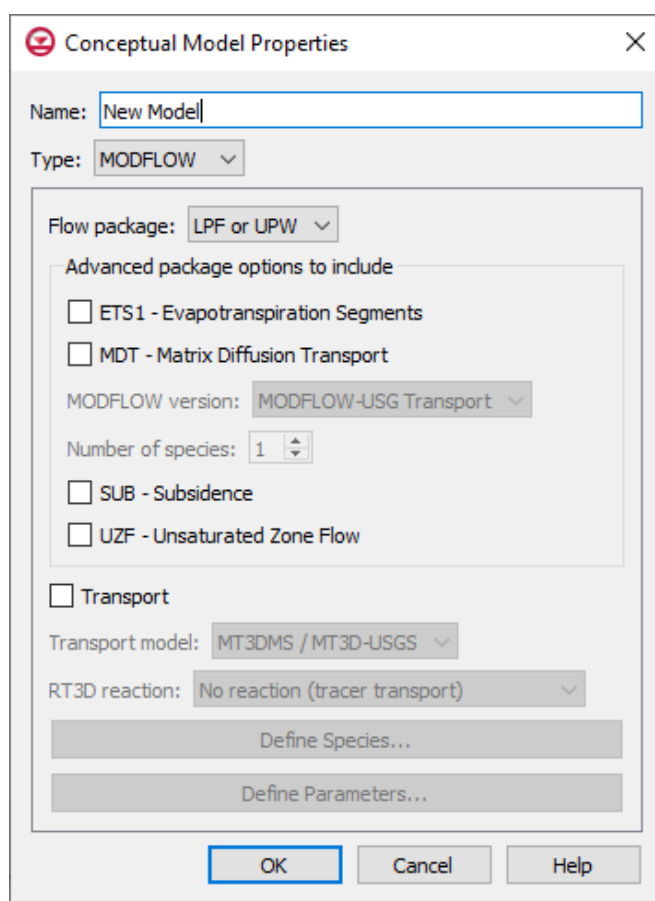 Conceptual Model Properties
Name: New Model
Type: MODFLOW
Flow package: LPF or UPW
Advanced package options to include
ETS1 - Evapotranspiration Segments
MDT - Matrix Diffusion Transport
MODFLOW version: MODFLOW-USG Transport
Number of species: 1
SUB - Subsidence
UZF - Unsaturated Zone Flow
Transport
Transport model: MT3DMS / MT3D-USGS
RT3D reaction: No reaction (tracer transport)
Define Species...
Define Parameters...
OK Cancel Help